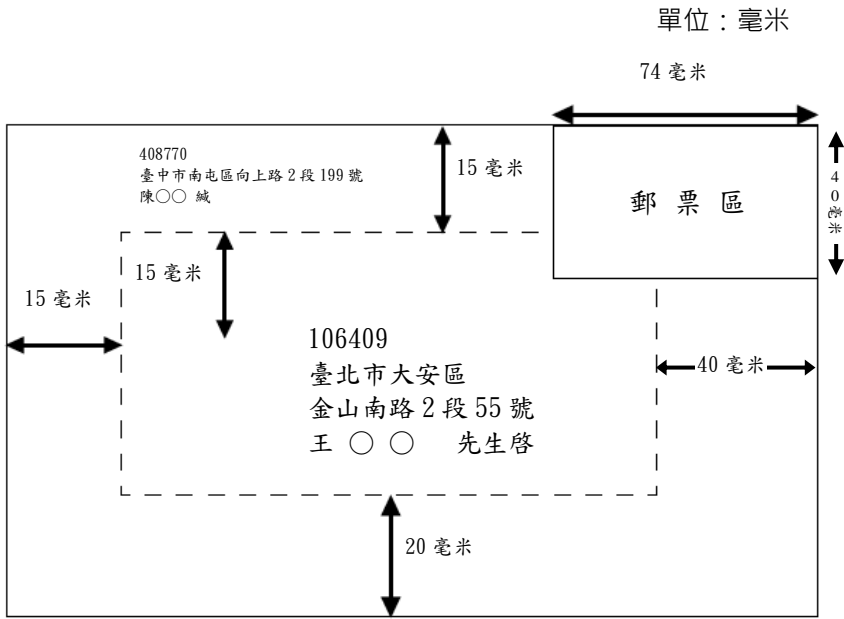 單位：毫米
74 毫米
408770
臺中市南屯區向上路 2 段 199 號
陳○○ 緘
15 毫米
郵 票 區
40毫米
15 毫米
15 毫米
106409
臺北市大安區
金山南路 2 段 55 號
王 ○ ○ 先生啓
40 毫米
20 毫米